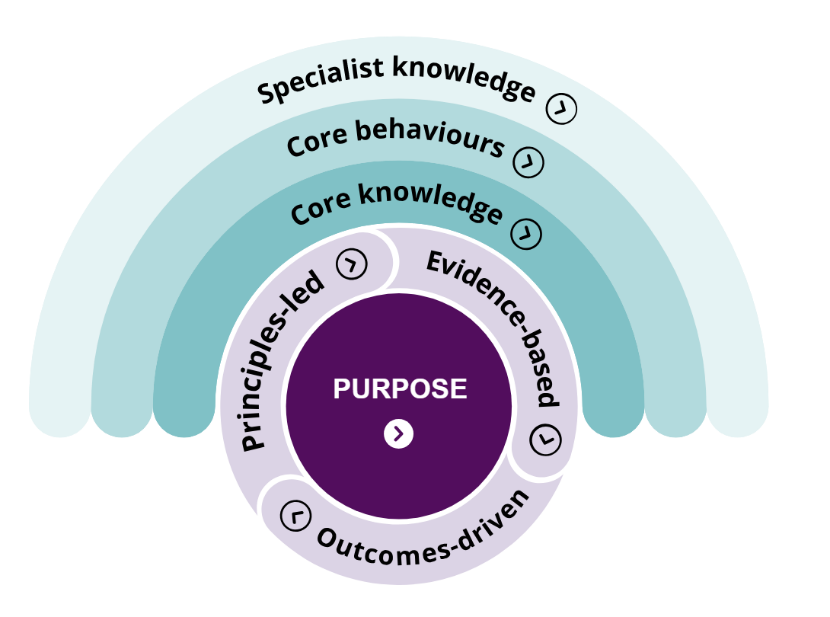 Specialist knowledge
Core behaviours
Core knowledge
Principles-led
Evidence-based
PURPOSE
Outcomes-driven